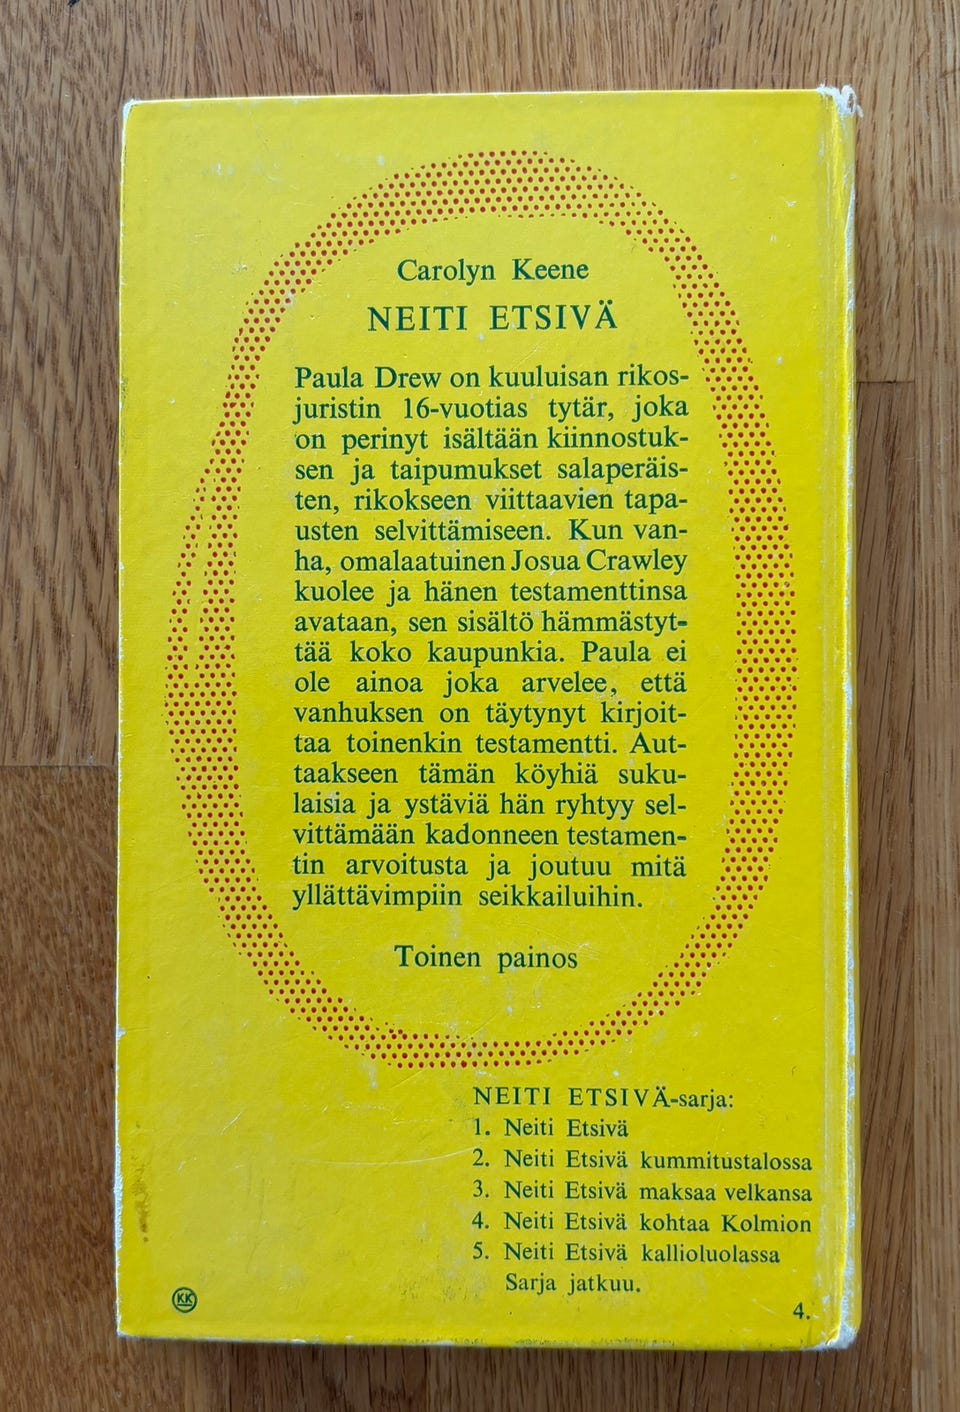 Carolyn Keene
NEITI ETSIVÄ
Paula Drew on kuuluisan rikos-
juristin 16-vuotias tytär, joka
on perinyt isältään kiinnostuk-
sen ja taipumukset salaperäis-
ten, rikokseen viittaavien tapa-
usten selvittämiseen. Kun van-
ha, omalaatuinen Josua Crawley
kuolee ja hänen testamenttinsa
avataan, sen sisältö hämmästyt-
tää koko kaupunkia. Paula ei
ole ainoa joka arvelee, että
vanhuksen on täytynyt kirjoit-
taa toinenkin testamentti. Aut-
taakseen tämän köyhiä suku-
laisia ja ystäviä hän ryhtyy sel-
vittämään kadonneen testamen-
tin arvoitusta ja joutuu mitä
yllättävimpiin seikkailuihin.
Toinen painos
NEITI ETSIVÄ-sarja:
1. Neiti Etsivä
2. Neiti Etsivä kummitustalossa
3. Neiti Etsivä maksaa velkansa
4. Neiti Etsivä kohtaa Kolmion
5. Neiti Etsivä kallioluolassa
Sarja jatkuu.
KK
4.